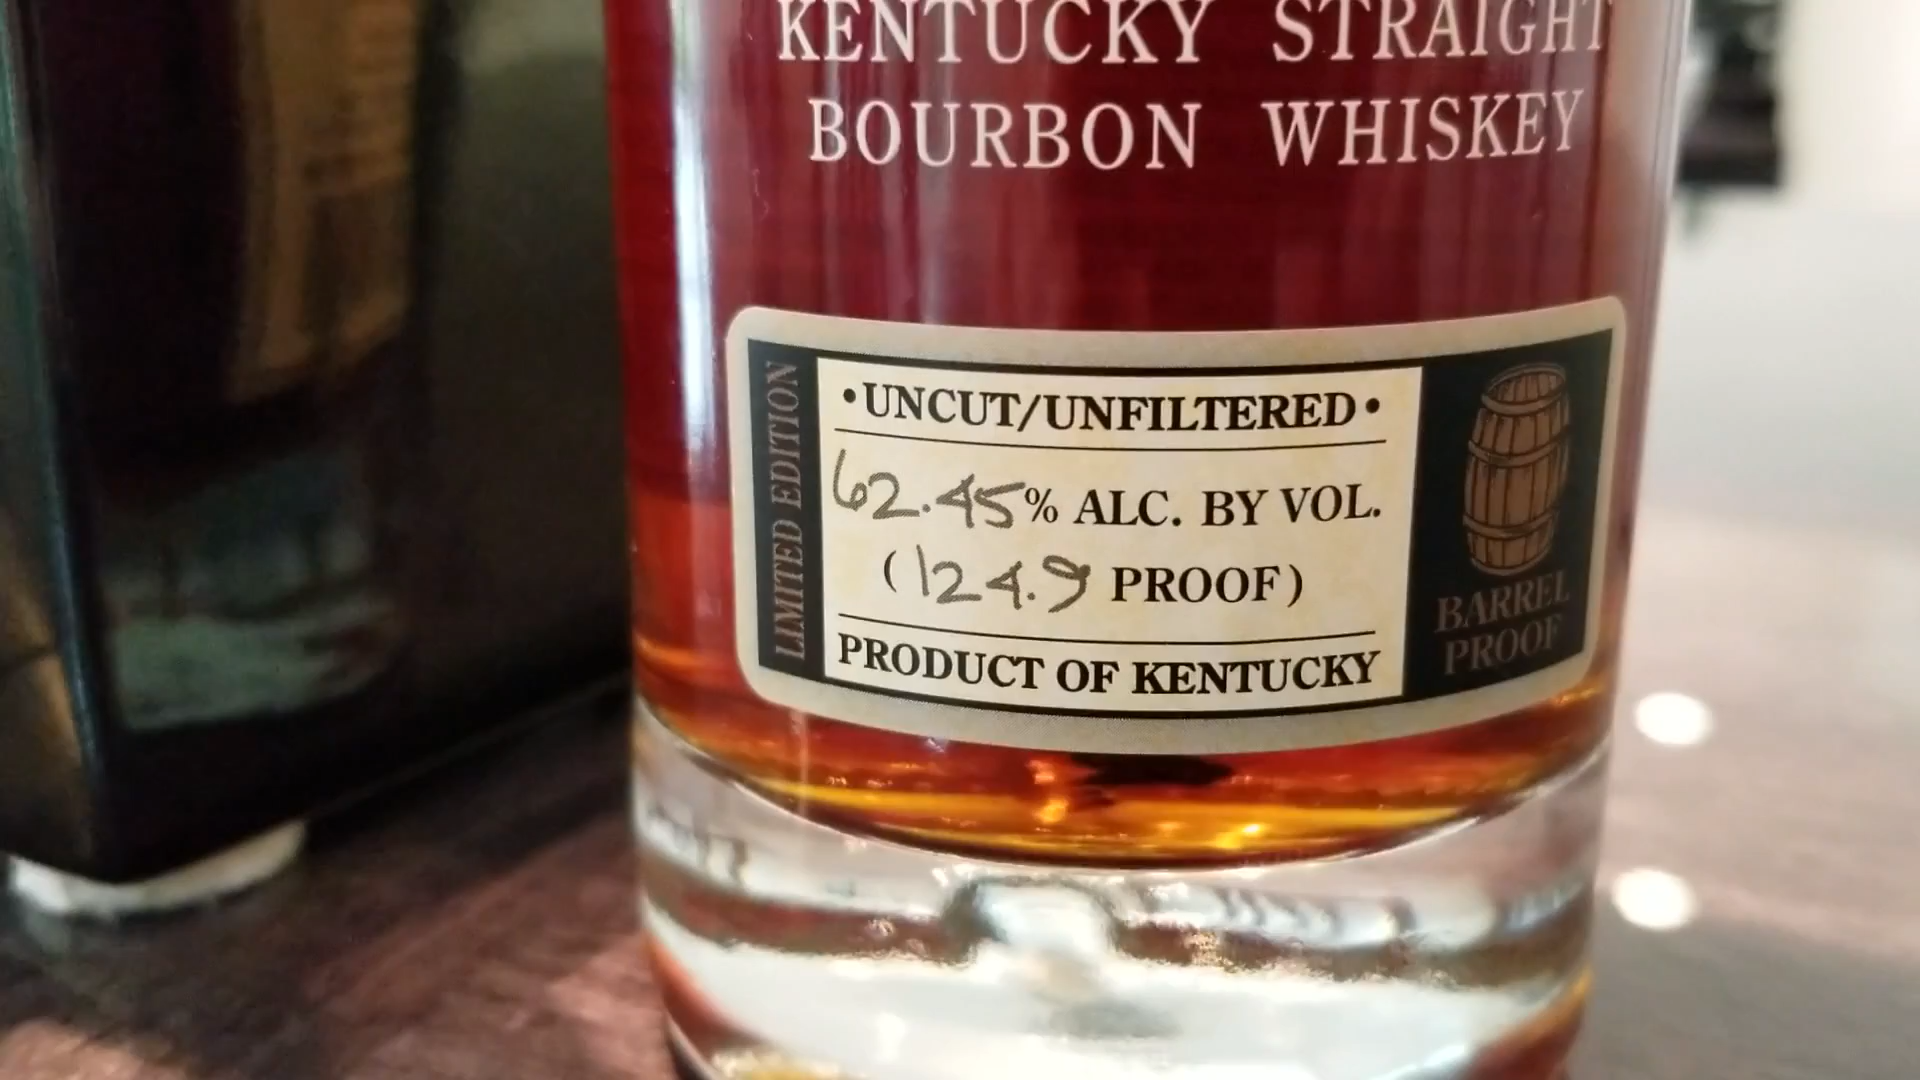 KENTUCKY STRAIGHT
BOURBON WHISKEY
LIMITED EDITION
•UNCUT/UNFILTERED•
62.45% ALC. BY VOL.
(124.9 PROOF)
PRODUCT OF KENTUCKY
BARREL
PROOF